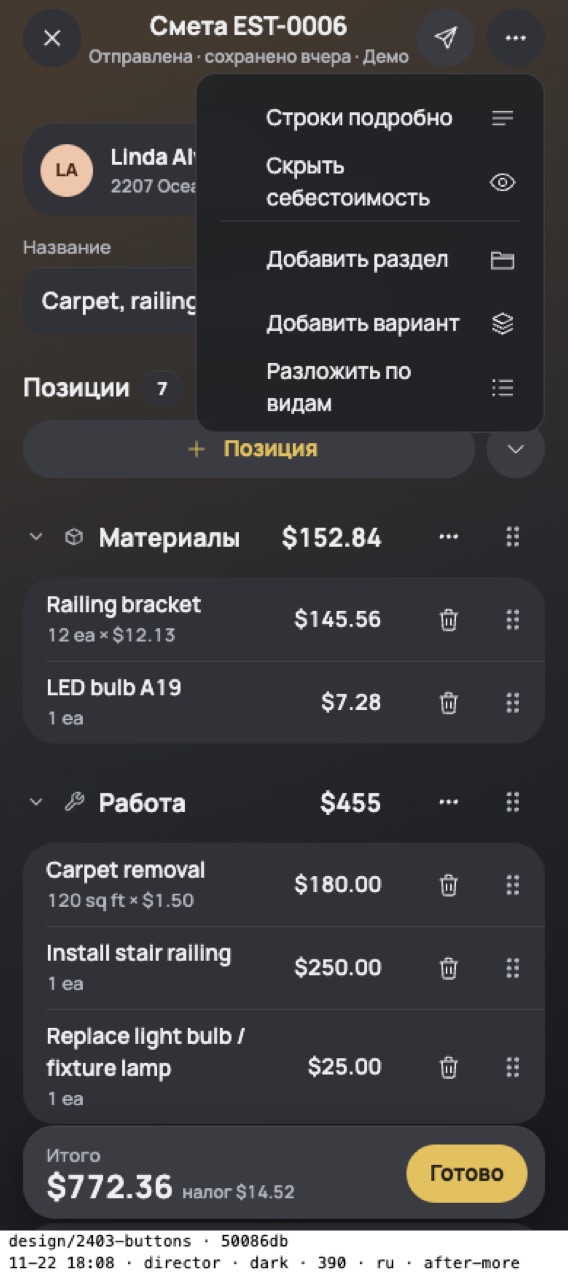 Смета EST-0006
Отправлена · сохранено вчера · Демо
Строки подробно
Скрыть
себестоимость
Добавить раздел
Добавить вариант
Разложить по
видам
LA
Linda Al
2207 Ocea
Название
Carpet, railing
Позиции 7
+ Позиция
Материалы $152.84
Railing bracket
12 ea × $12.13
$145.56
LED bulb A19
1 ea
$7.28
Работа $455
Carpet removal
120 sq ft × $1.50
$180.00
Install stair railing
1 ea
$250.00
Replace light bulb /
fixture lamp
1 ea
$25.00
Итого
$772.36 налог $14.52
Готово
design/2403-buttons · 50086db
11-22 18:08 · director · dark · 390 · ru · after-more